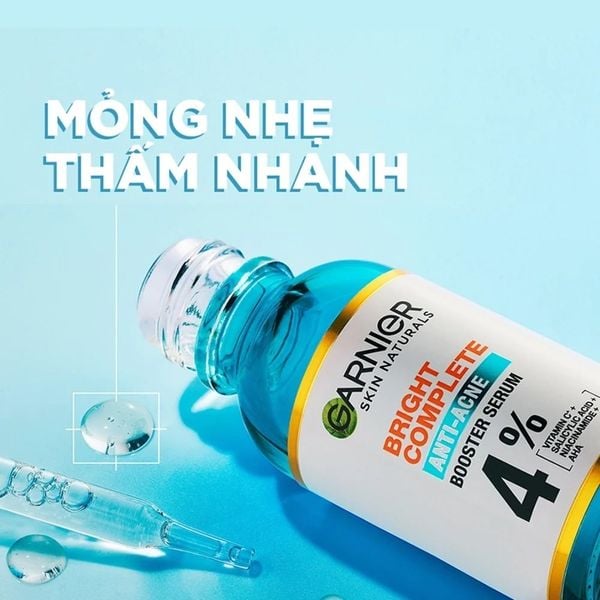 MỎNG NHẸ
THẤM NHANH
GARNIER
SKIN NATURALS
BRIGHT
COMPLETE
ANTI-ACNE
BOOSTER SERUM
4%
VITAMIN C* +
SALICYLIC ACID +
NIACINAMIDE +
AHA